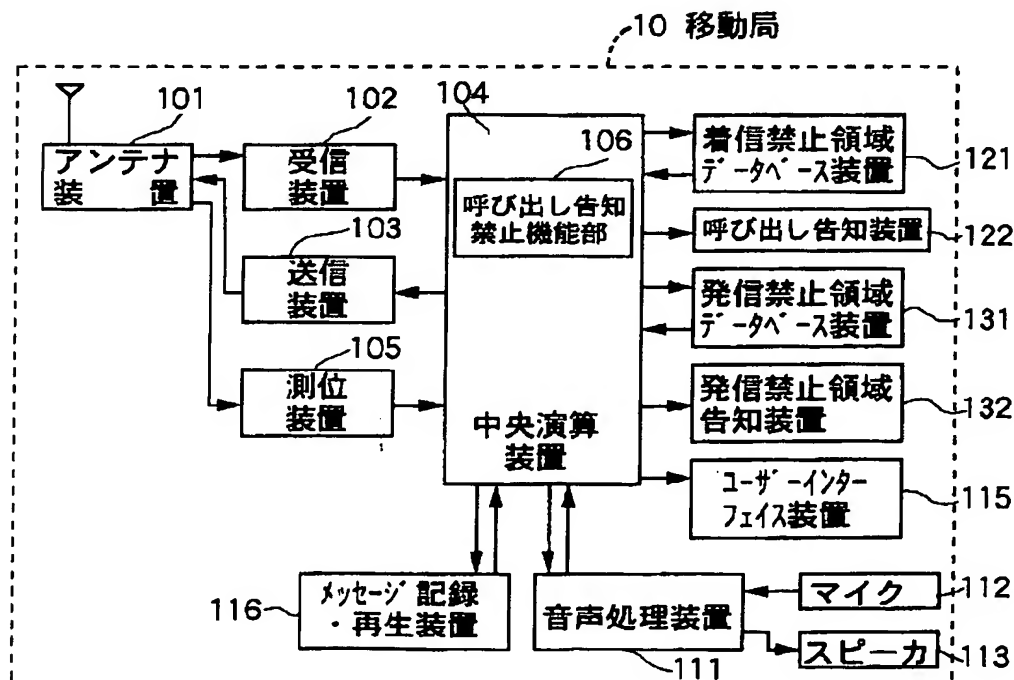 10 移動局
101
アンテナ
装 置
102
受信
装置
103
送信
装置
105
測位
装置
104
106
呼び出し告知
禁止機能部
中央演算
装置
着信禁止領域
データベース装置
121
呼び出し告知装置
122
発信禁止領域
データベース装置
131
発信禁止領域
告知装置
132
ユーザーインター
フェイス装置
115
116
メッセージ記録
・再生装置
音声処理装置
111
マイク
112
スピーカ
113